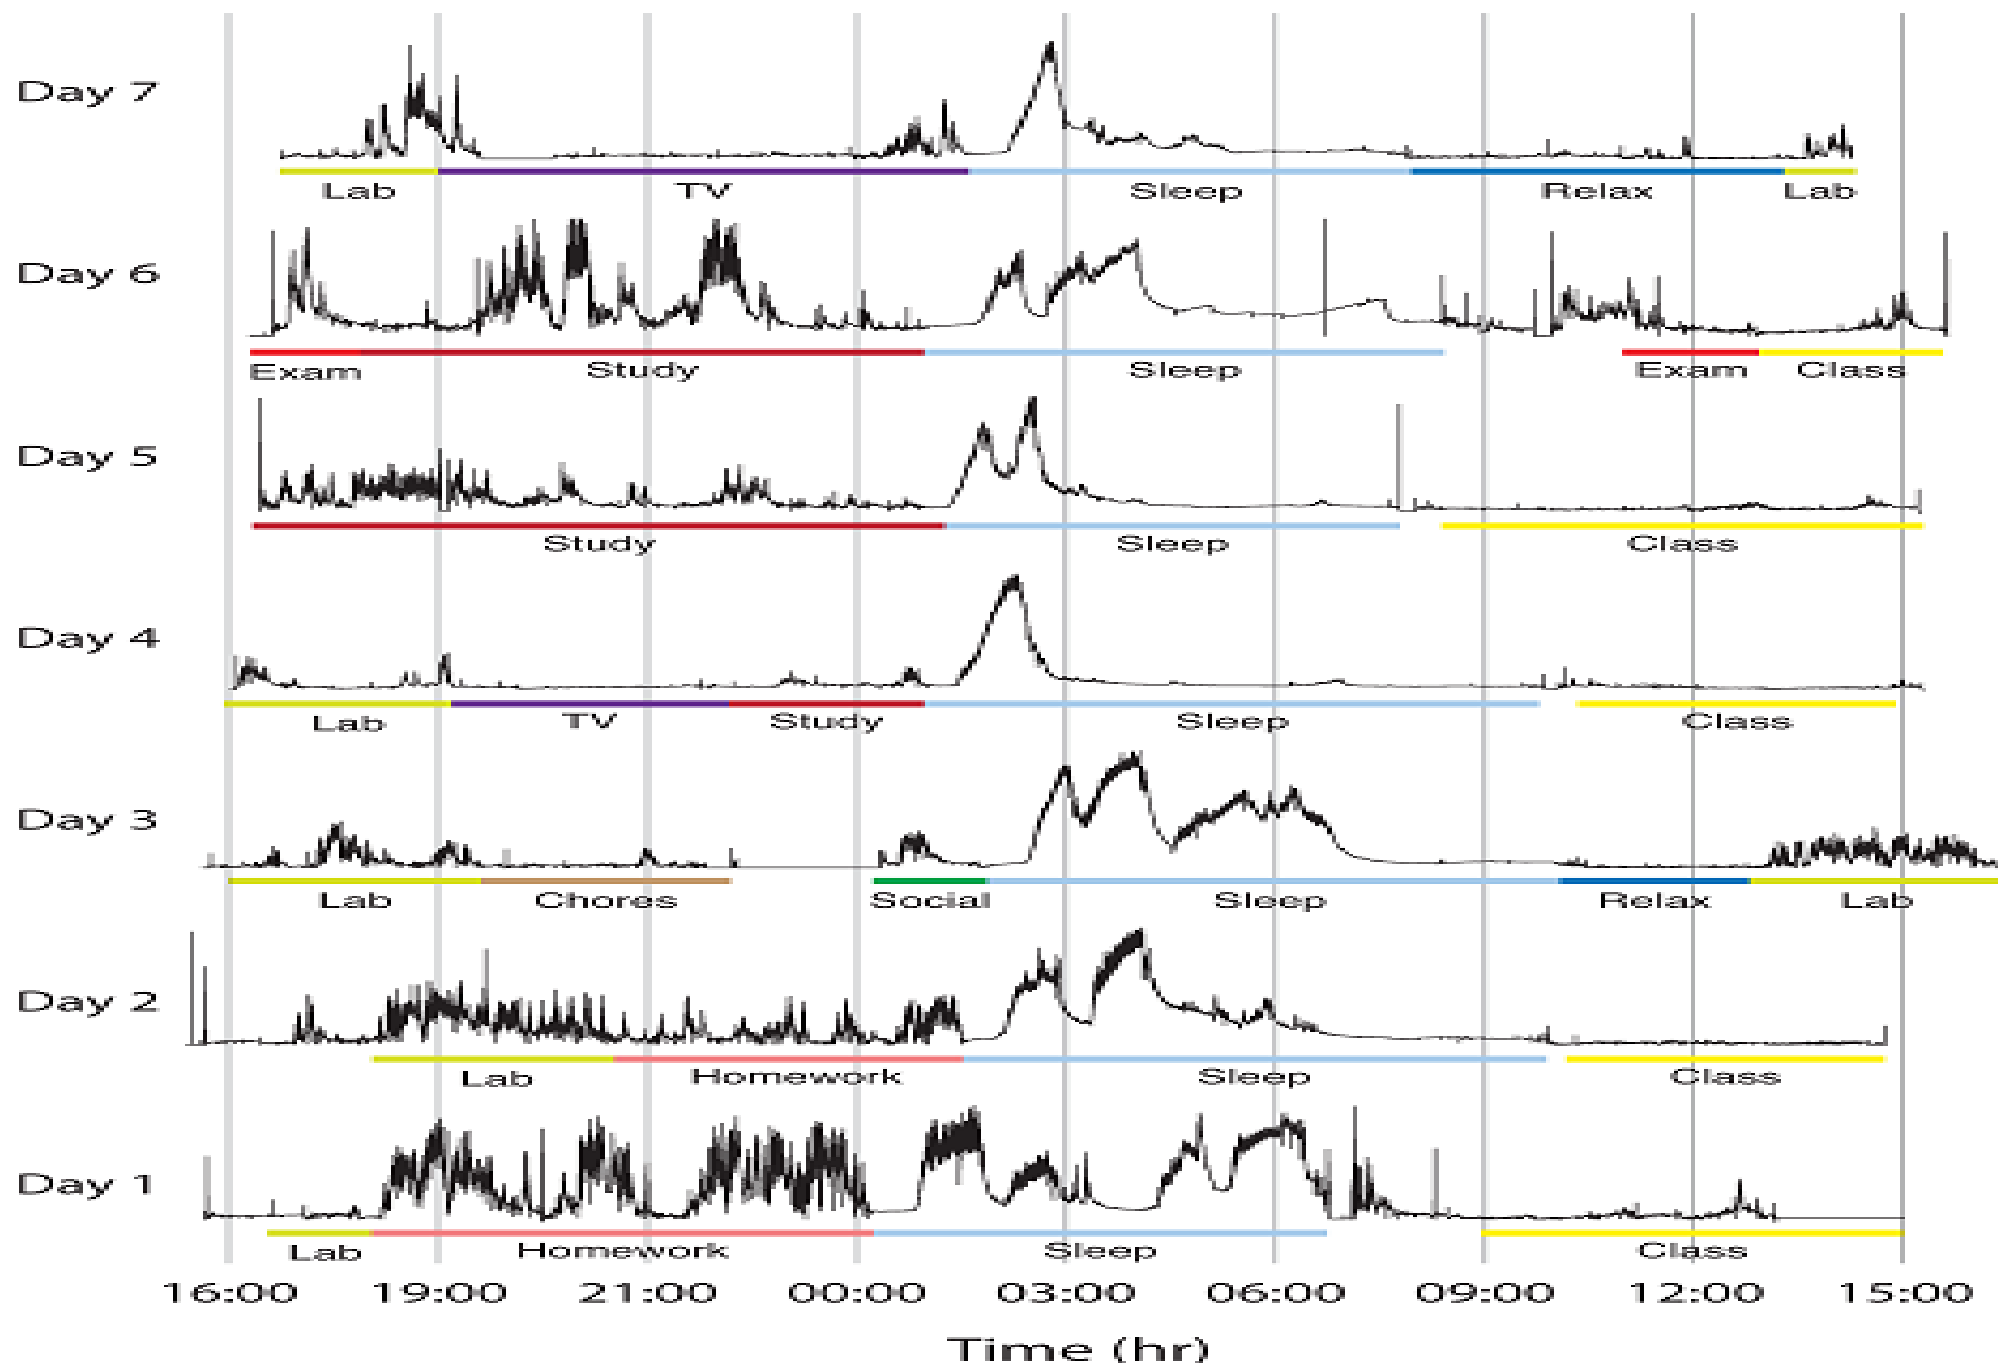 Day 7
Lab TV Sleep Relax Lab
Day 6
Exam Study Sleep Exam Class
Day 5
Study Sleep Class
Day 4
Lab TV Study Sleep Class
Day 3
Lab Chores Social Sleep Relax Lab
Day 2
Lab Homework Sleep Class
Day 1
Lab Homework Sleep Class
16:00 19:00 21:00 00:00 03:00 06:00 09:00 12:00 15:00
Time (hr)